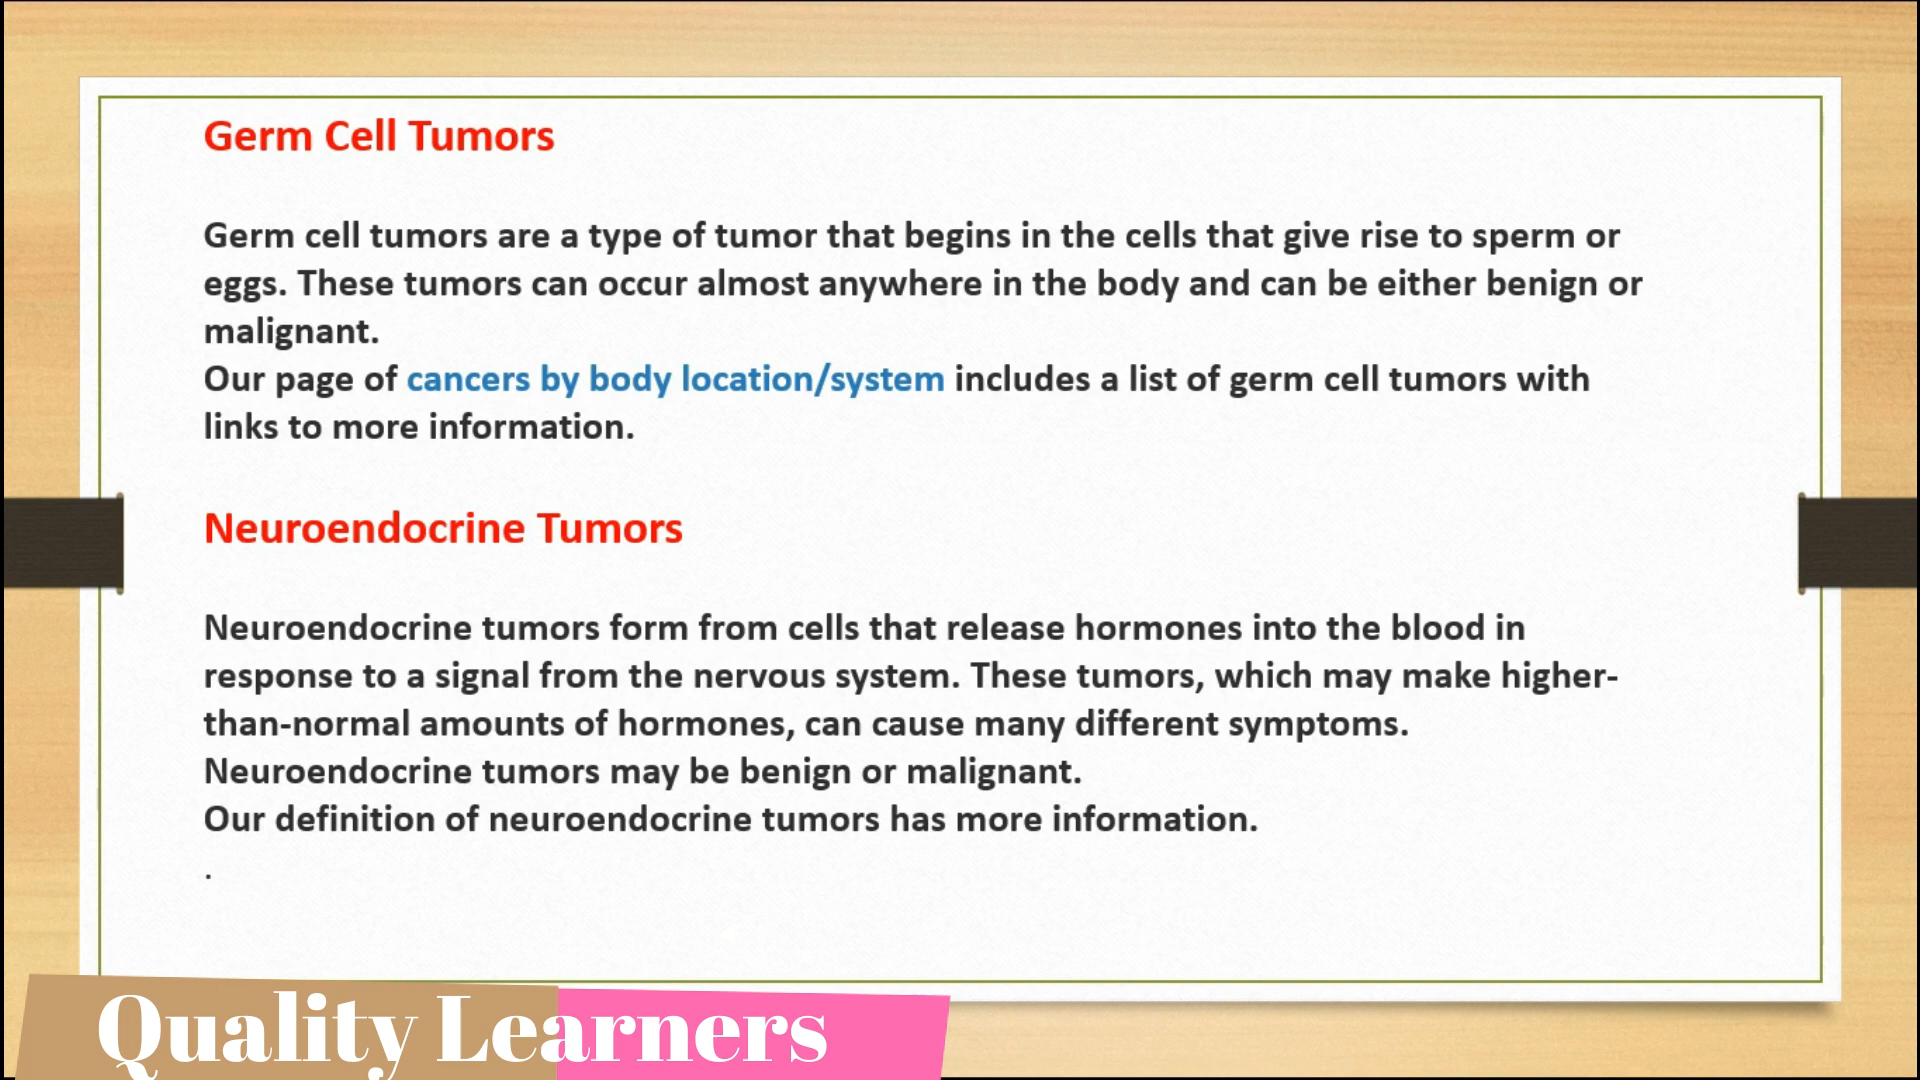 Germ Cell Tumors
Germ cell tumors are a type of tumor that begins in the cells that give rise to sperm or
eggs. These tumors can occur almost anywhere in the body and can be either benign or
malignant.
Our page of cancers by body location/system includes a list of germ cell tumors with
links to more information.
Neuroendocrine Tumors
Neuroendocrine tumors form from cells that release hormones into the blood in
response to a signal from the nervous system. These tumors, which may make higher-
than-normal amounts of hormones, can cause many different symptoms.
Neuroendocrine tumors may be benign or malignant.
Our definition of neuroendocrine tumors has more information.
.
Quality Learners